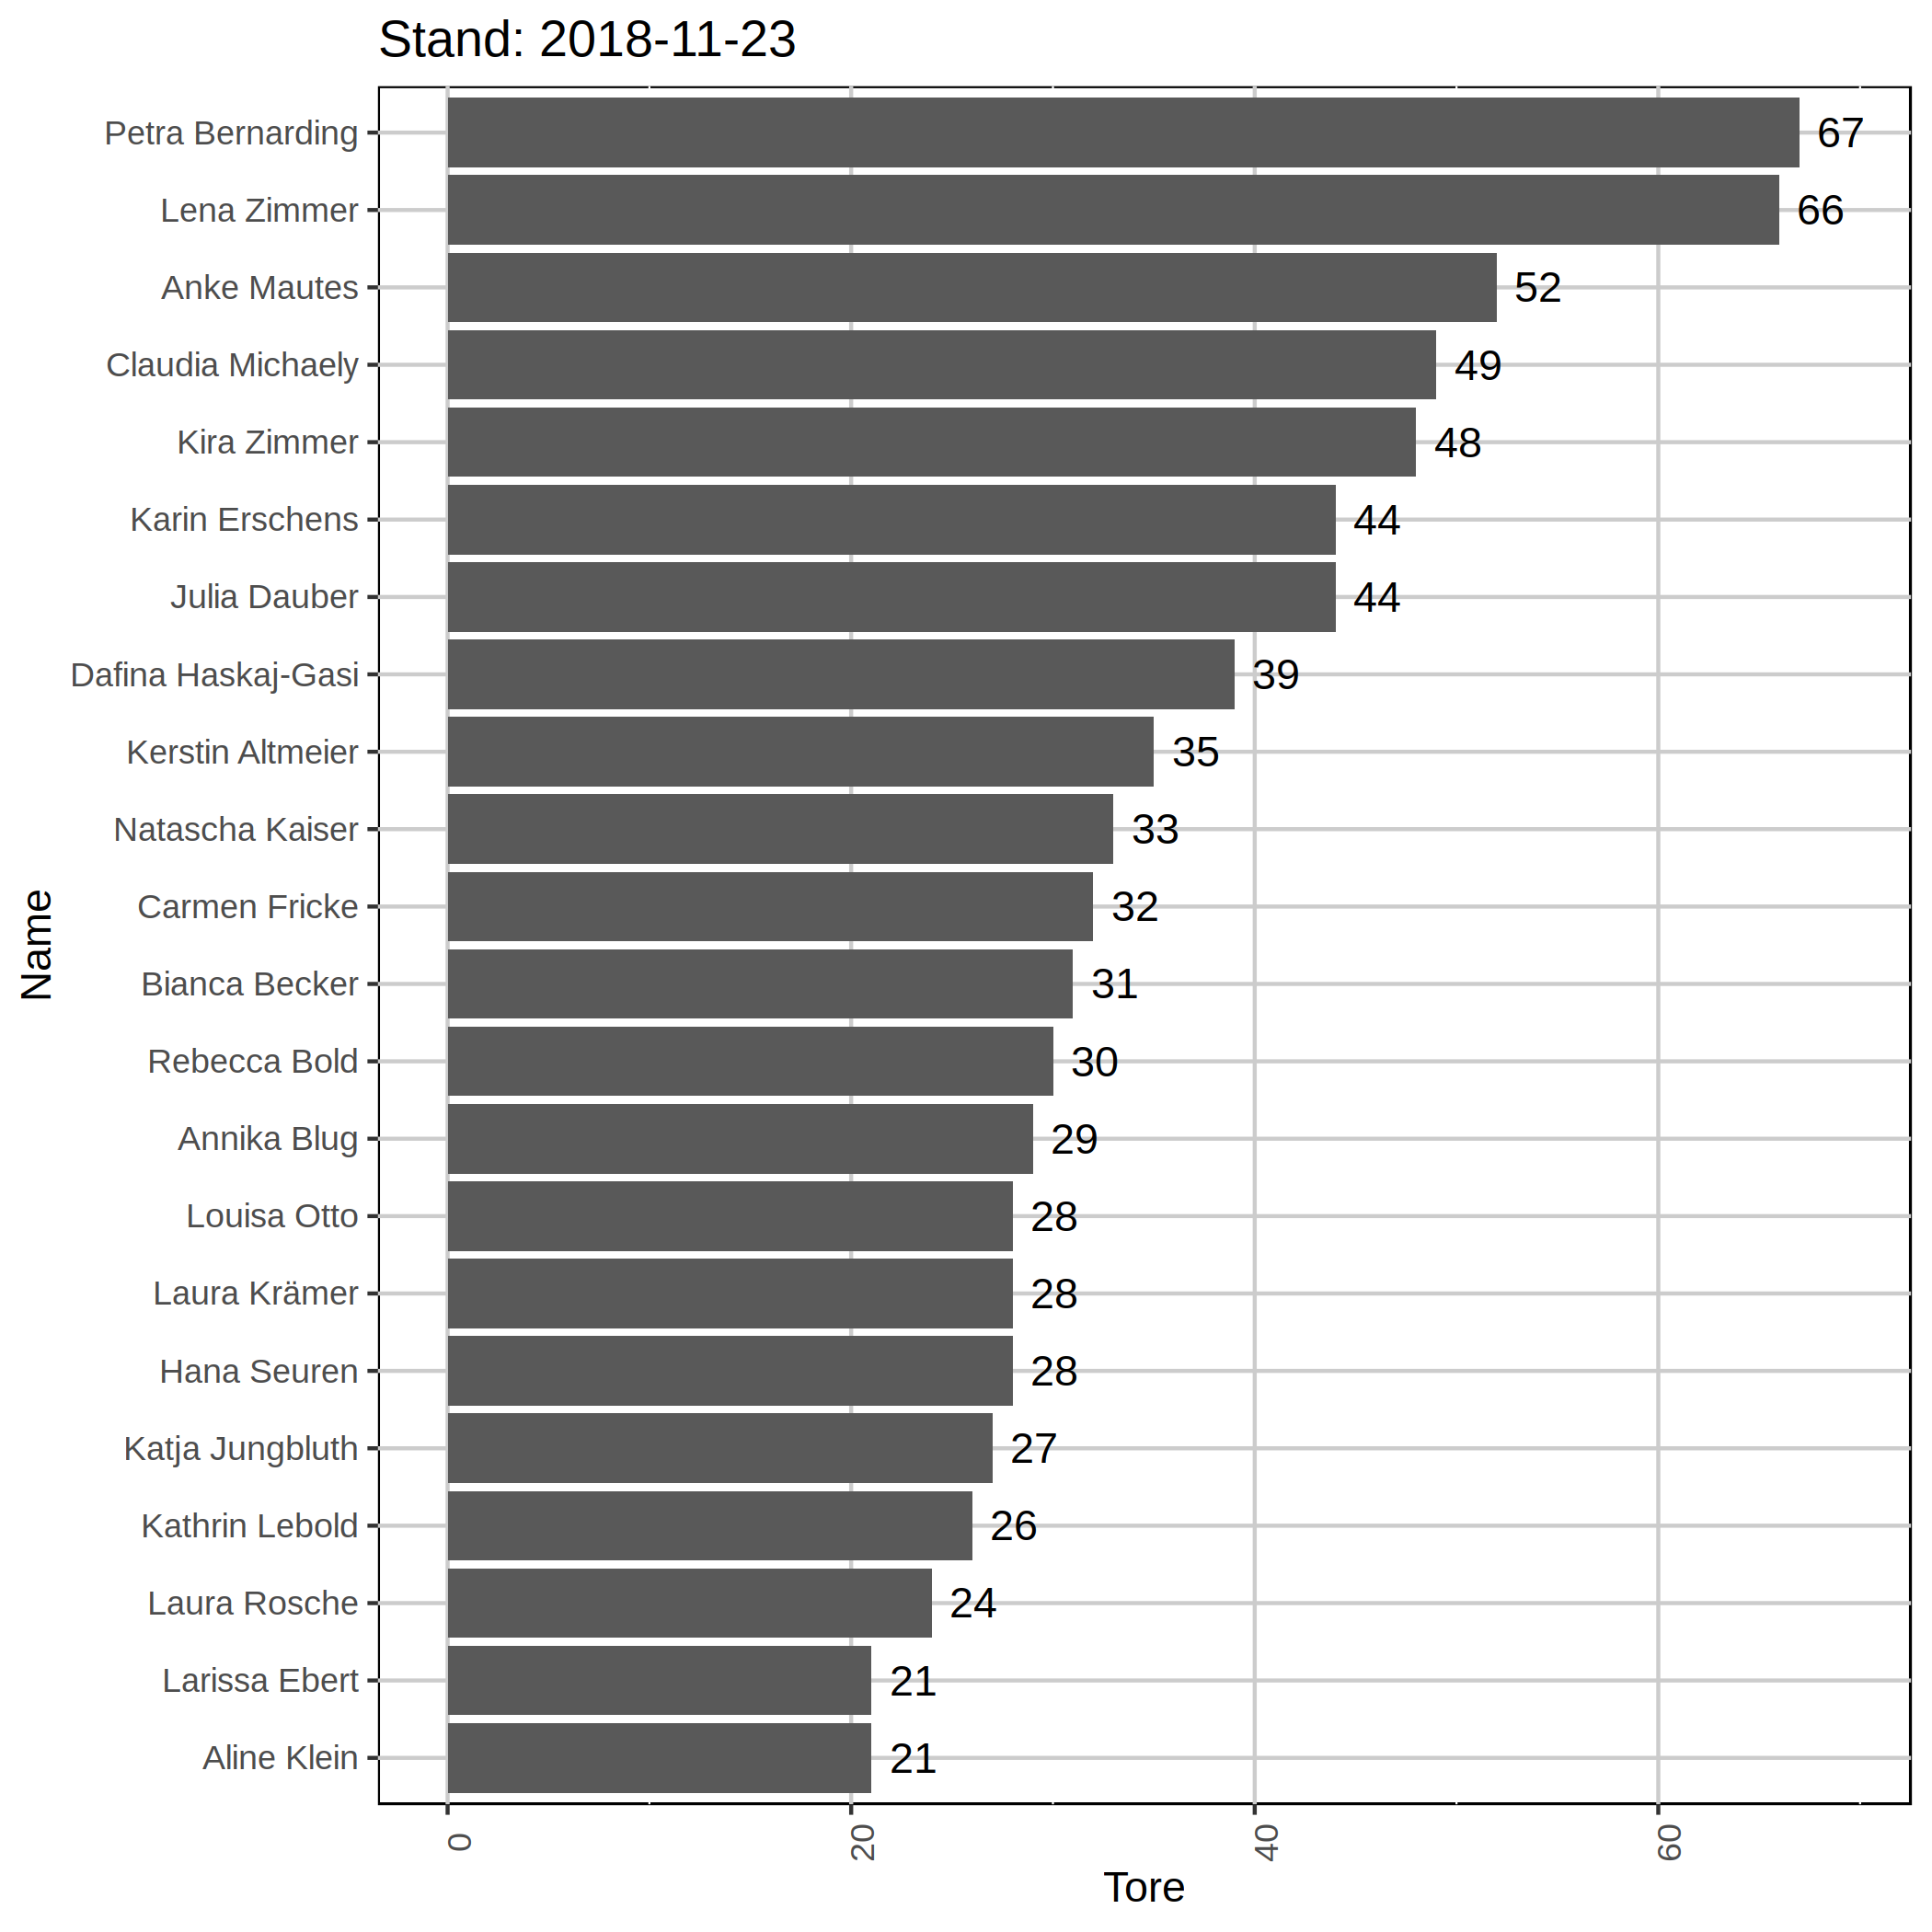 Stand: 2018-11-23
Petra Bernarding 67
Lena Zimmer 66
Anke Mautes 52
Claudia Michaely 49
Kira Zimmer 48
Karin Erschens 44
Julia Dauber 44
Dafina Haskaj-Gasi 39
Kerstin Altmeier 35
Natascha Kaiser 33
Carmen Fricke 32
Bianca Becker 31
Rebecca Bold 30
Annika Blug 29
Louisa Otto 28
Laura Krämer 28
Hana Seuren 28
Katja Jungbluth 27
Kathrin Lebold 26
Laura Rosche 24
Larissa Ebert 21
Aline Klein 21
Name
0 20 40 60
Tore